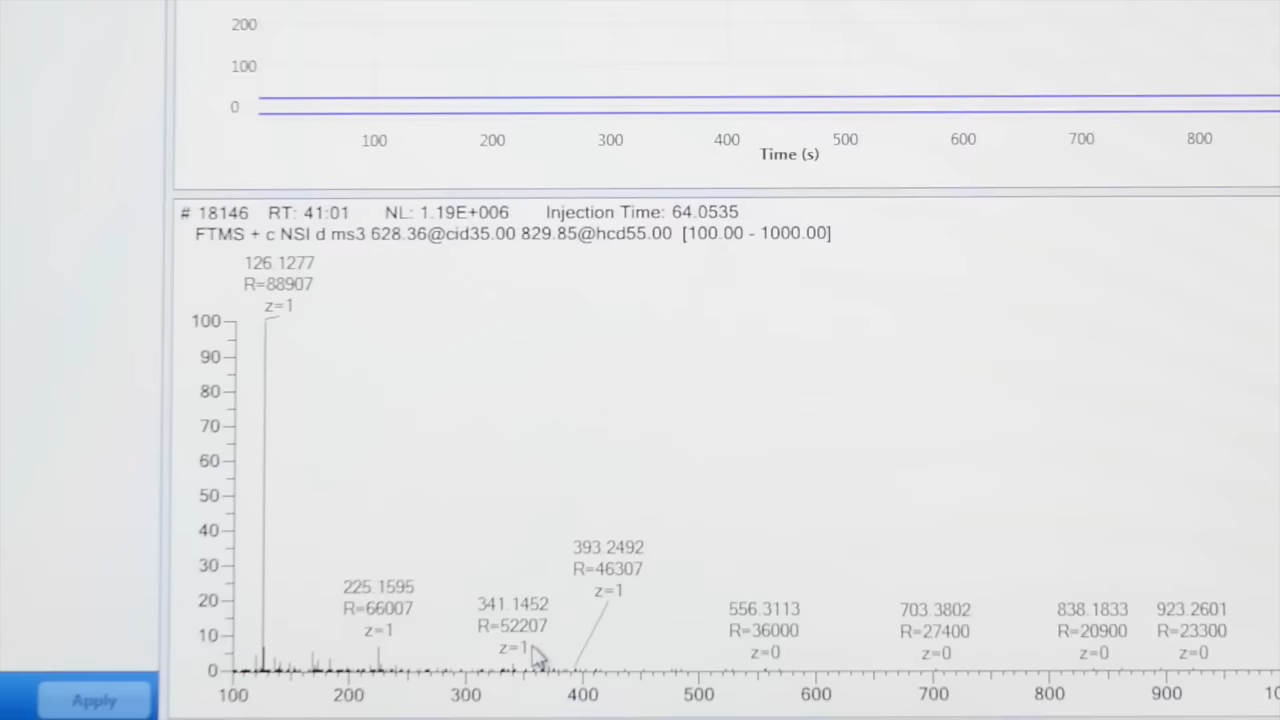 200
100
0
100 200 300 400 500 600 700 800
Time (s)
# 18146 RT: 41:01 NL: 1.19E+006 Injection Time: 64.0535
FTMS + c NSI d ms3 628.36@cid35.00 829.85@hcd55.00 [100.00 - 1000.00]
126.1277
R=88907
z=1
100
90
80
70
60
50
40
30
20
10
0
393.2492
R=46307
z=1
225.1595
R=66007
z=1
341.1452
R=52207
z=1
556.3113
R=36000
z=0
703.3802
R=27400
z=0
838.1833
R=20900
z=0
923.2601
R=23300
z=0
100 200 300 400 500 600 700 800 900
Apply